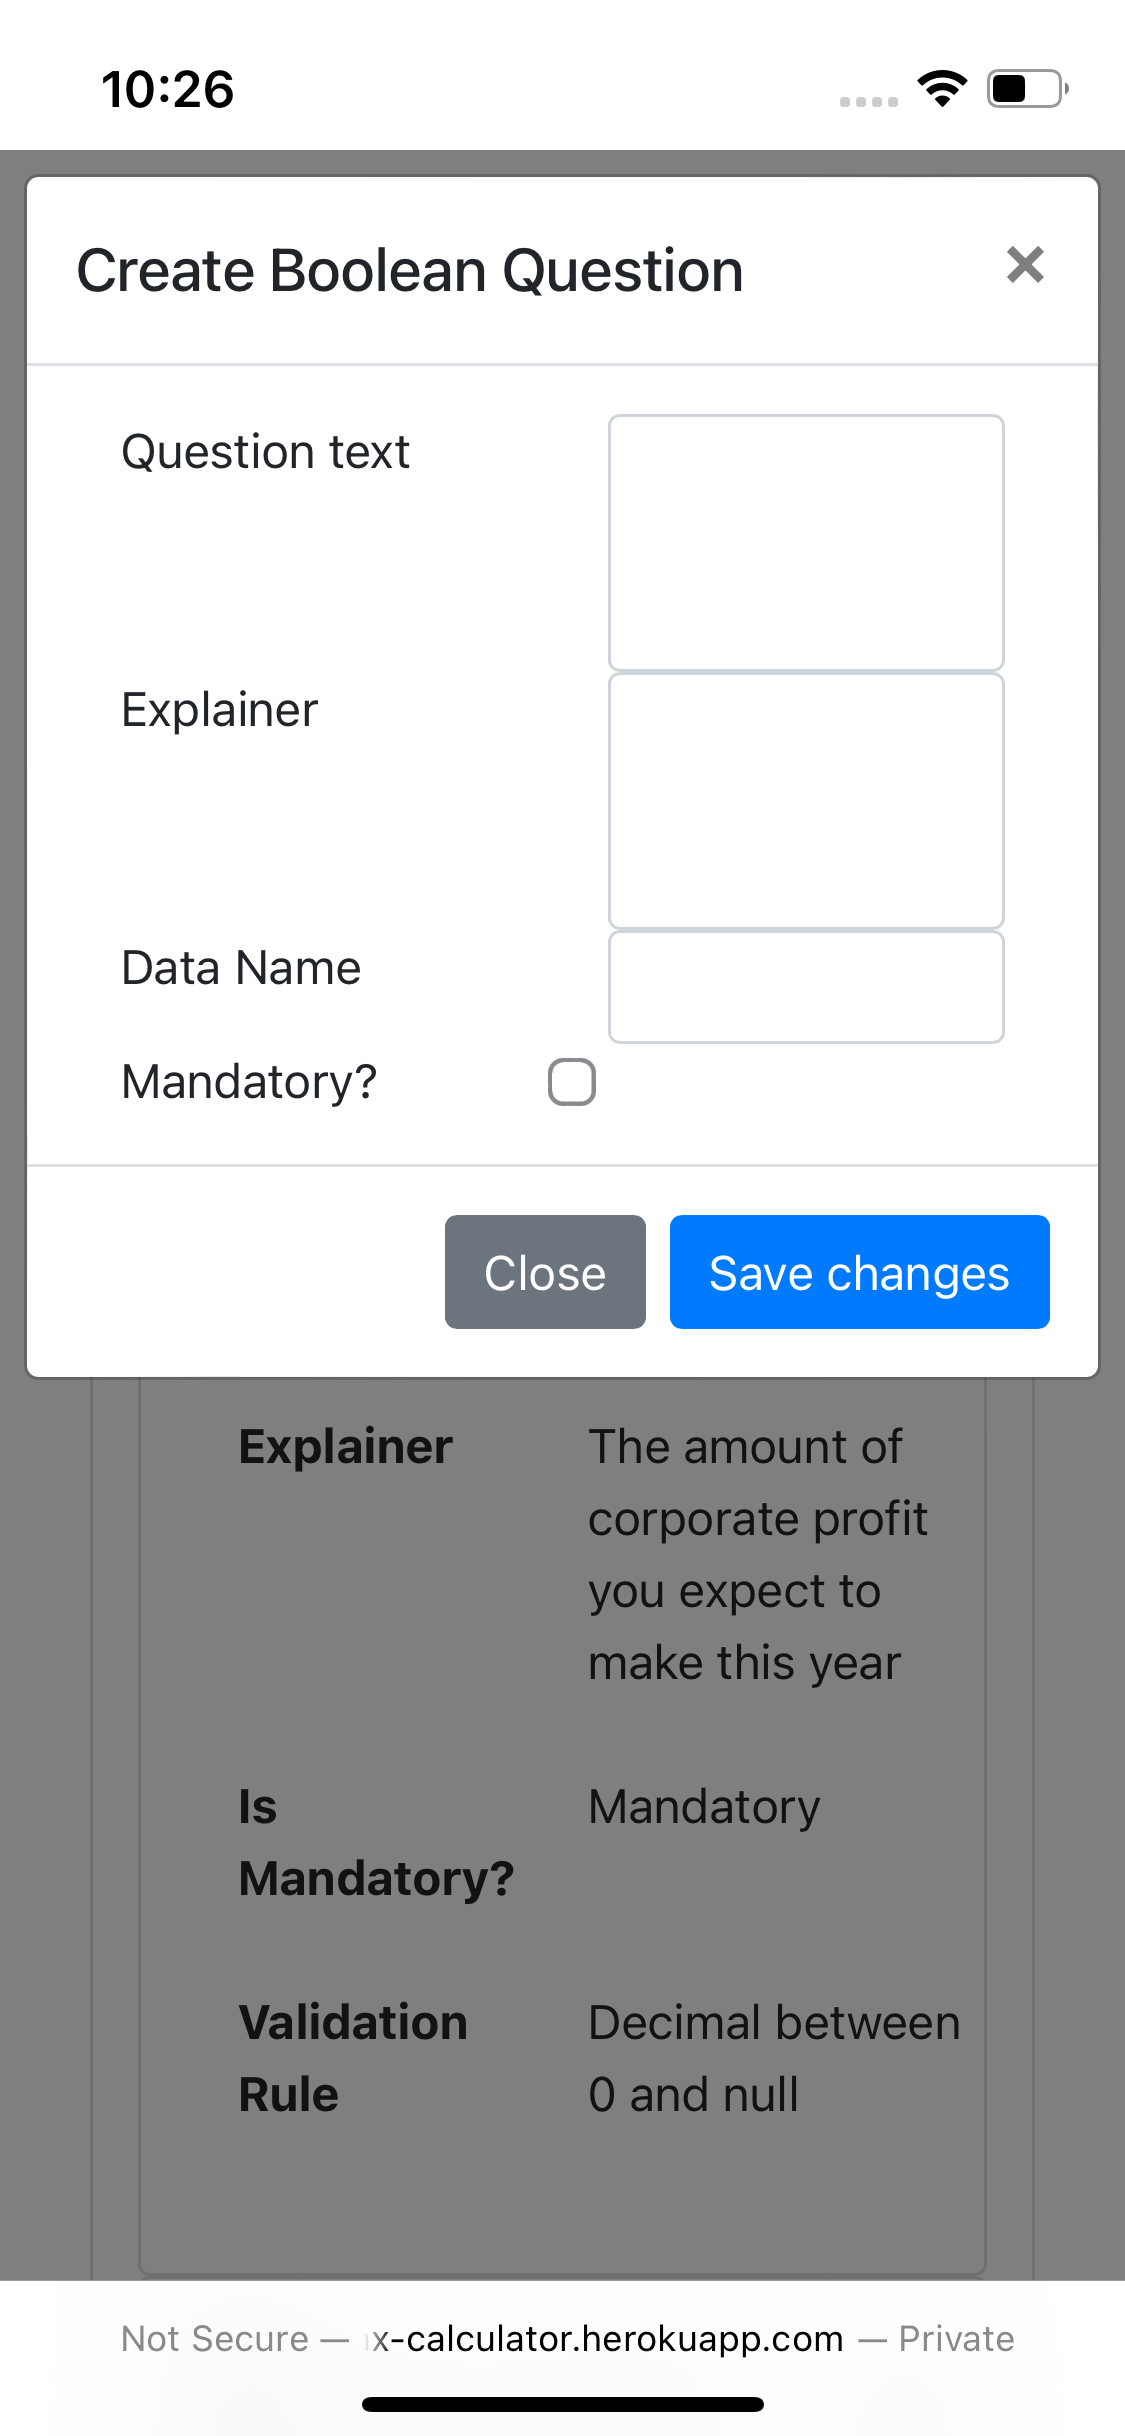 10:26
Create Boolean Question ×
Question text
Explainer
Data Name
Mandatory?
Close Save changes
Explainer The amount of
corporate profit
you expect to
make this year
Is Mandatory
Mandatory?
Validation Decimal between
Rule 0 and null
Not Secure — x-calculator.herokuapp.com — Private